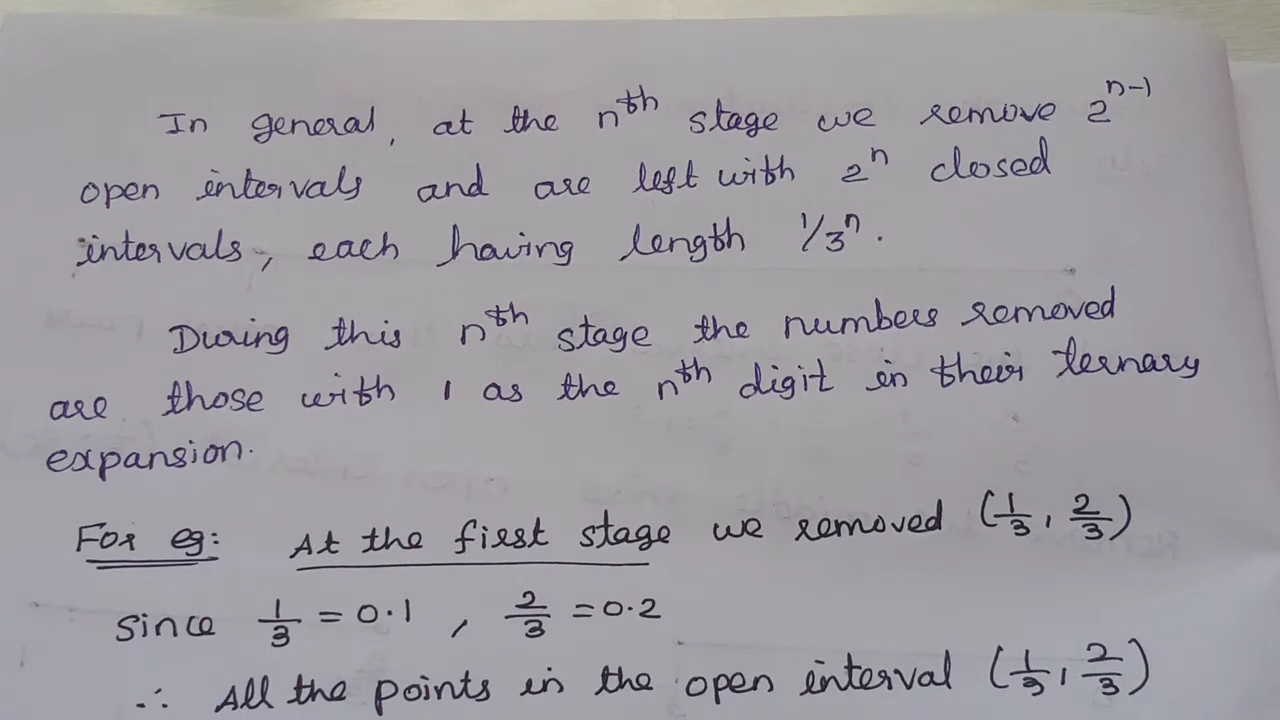 In general, at the nth stage we remove 2^{n-1}
open intervals and are left with 2^n closed
intervals, each having length 1/3^n.
During this nth stage the numbers removed
are those with 1 as the nth digit in their ternary
expansion.
For eg: At the first stage we removed (1/3, 2/3)
since 1/3 = 0.1 , 2/3 = 0.2
∴ All the points in the open interval (1/3, 2/3)